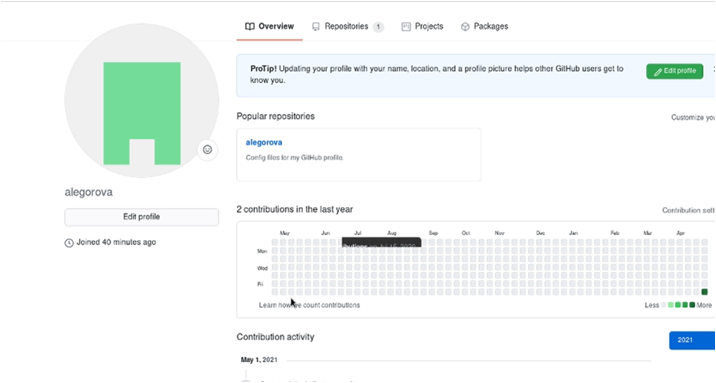 Overview Repositories 1 Projects Packages
ProTip! Updating your profile with your name, location, and a profile picture helps other GitHub users get to
know you.
Edit profile
Popular repositories
Customize you
alegorova
Config files for my GitHub profile.
alegorova
Edit profile
Joined 40 minutes ago
2 contributions in the last year
Contribution sett
May Jun Jul Aug Sep Oct Nov Dec Jan Feb Mar Apr
Mon
Wed
Fri
Learn how we count contributions
Less More
Contribution activity
2021
May 1, 2021